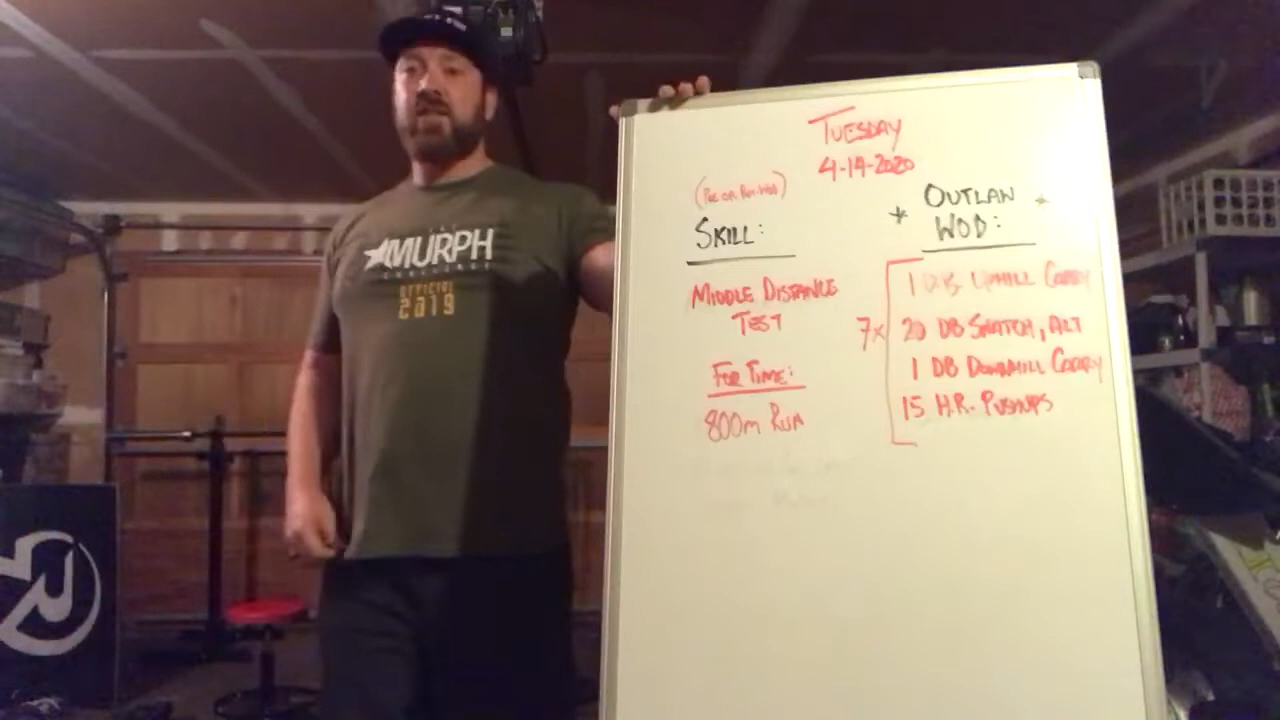 MURPH
CHALLENGE
OFFICIAL
2019
TUESDAY
4-14-2020
(PRE OR POST-WOD)
SKILL:
MIDDLE DISTANCE
TEST
FOR TIME:
800m RUN
* OUTLAW *
WOD:
7x
1 UPHILL CARRY
20 DB SNATCH, ALT
1 DB DOWNHILL CARRY
15 H.R. PUSHUPS